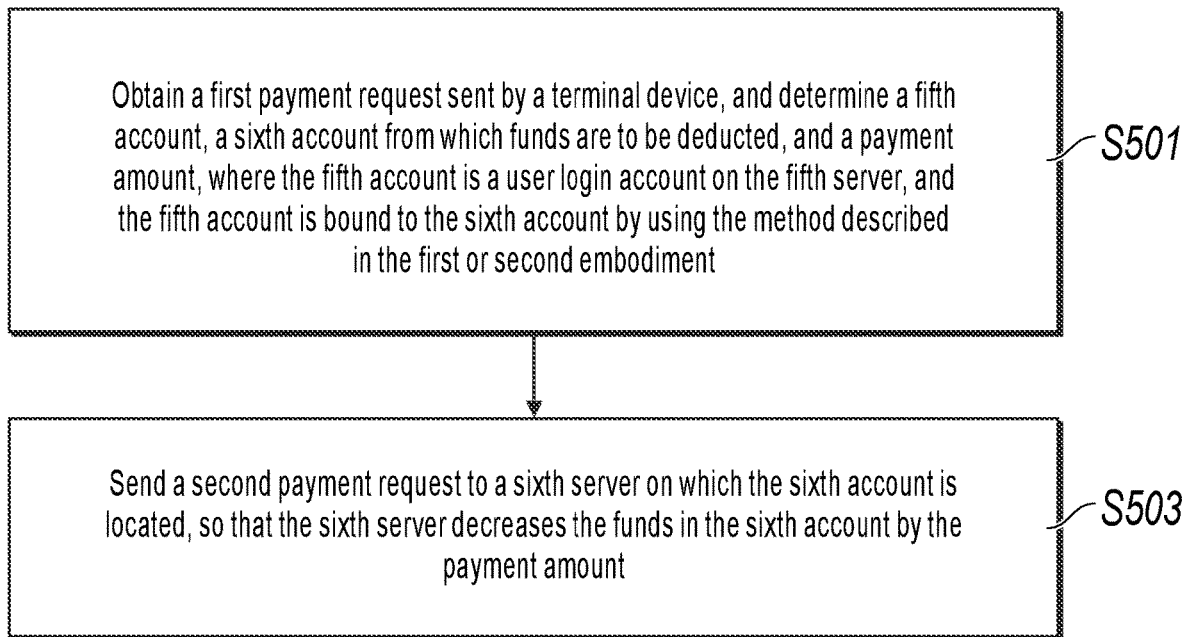 Obtain a first payment request sent by a terminal device, and determine a fifth
account, a sixth account from which funds are to be deducted, and a payment
amount, where the fifth account is a user login account on the fifth server, and
the fifth account is bound to the sixth account by using the method described
in the first or second embodiment
S501
Send a second payment request to a sixth server on which the sixth account is
located, so that the sixth server decreases the funds in the sixth account by the
payment amount
S503